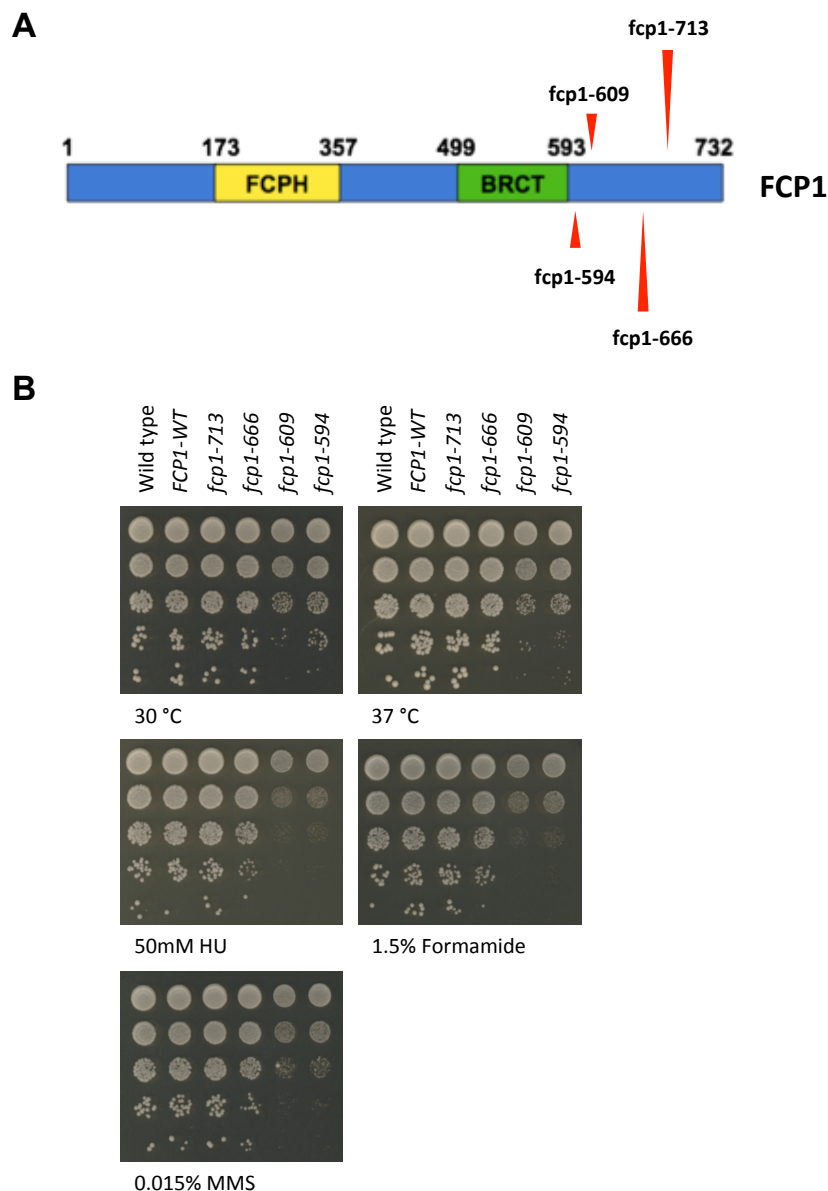 A
fcp1-713
fcp1-609
1 173 357 499 593 732
FCPH BRCT FCP1
fcp1-594
fcp1-666
B
Wild type FCP1-WT fcp1-713 fcp1-666 fcp1-609 fcp1-594
Wild type FCP1-WT fcp1-713 fcp1-666 fcp1-609 fcp1-594
30 °C 37 °C
50mM HU 1.5% Formamide
0.015% MMS